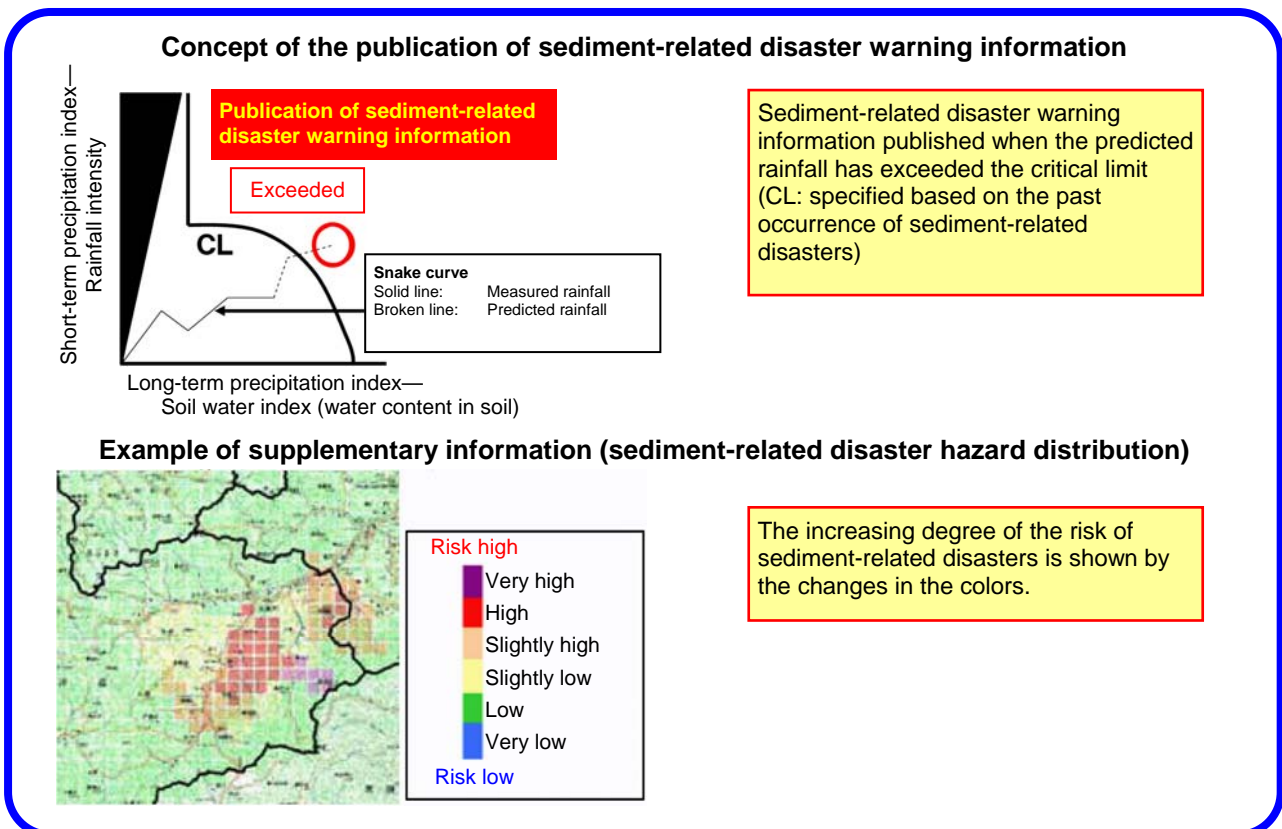 Concept of the publication of sediment-related disaster warning information
Short-term precipitation index—
Rainfall intensity
Publication of sediment-related
disaster warning information
Exceeded
CL
Snake curve
Solid line: Measured rainfall
Broken line: Predicted rainfall
Long-term precipitation index—
Soil water index (water content in soil)
Sediment-related disaster warning
information published when the predicted
rainfall has exceeded the critical limit
(CL: specified based on the past
occurrence of sediment-related
disasters)
Example of supplementary information (sediment-related disaster hazard distribution)
Risk high
Very high
High
Slightly high
Slightly low
Low
Very low
Risk low
The increasing degree of the risk of
sediment-related disasters is shown by
the changes in the colors.